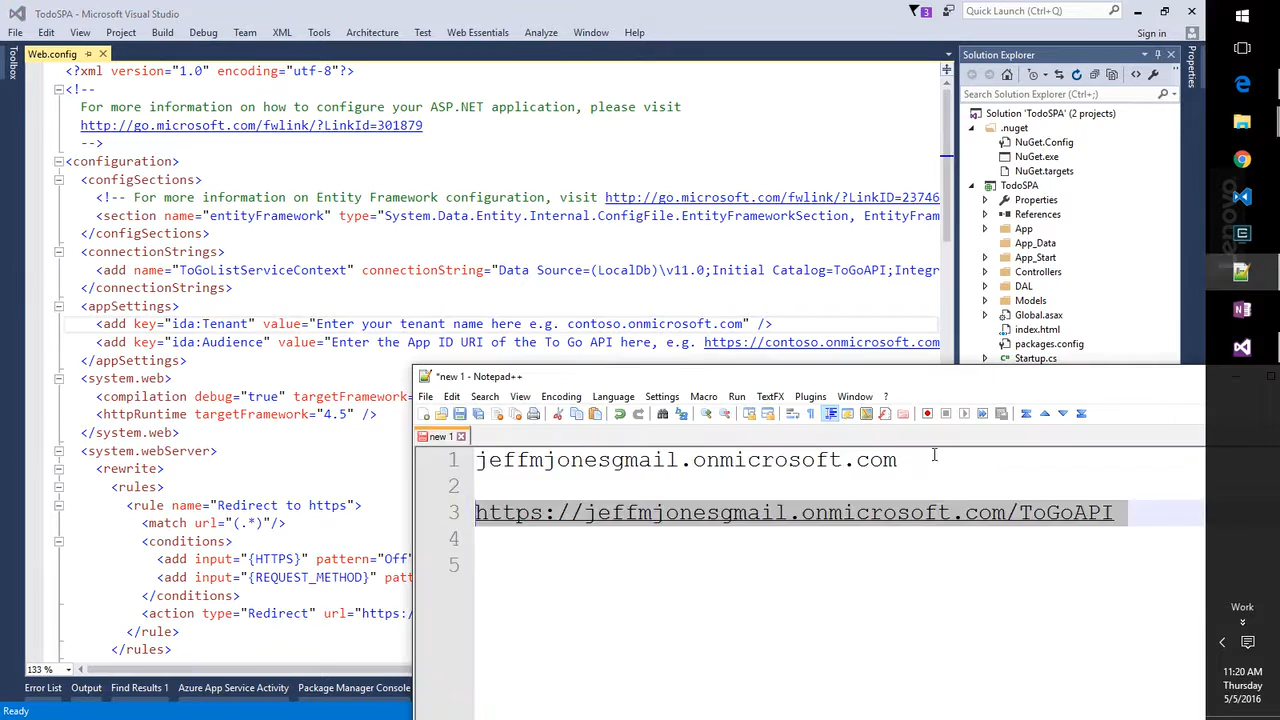 TodoSPA - Microsoft Visual Studio
3
Quick Launch (Ctrl+Q)
File Edit View Project Build Debug Team XML Tools Architecture Test Web Essentials Analyze Window Help
Sign in
Toolbox
Web.config
<?xml version="1.0" encoding="utf-8"?>
<!--
For more information on how to configure your ASP.NET application, please visit
http://go.microsoft.com/fwlink/?LinkId=301879
-->
<configuration>
<configSections>
<!-- For more information on Entity Framework configuration, visit http://go.microsoft.com/fwlink/?LinkID=23746
<section name="entityFramework" type="System.Data.Entity.Internal.ConfigFile.EntityFrameworkSection, EntityFram
</configSections>
<connectionStrings>
<add name="ToGoListServiceContext" connectionString="Data Source=(LocalDb)\v11.0;Initial Catalog=ToGoAPI;Integr
</connectionStrings>
<appSettings>
<add key="ida:Tenant" value="Enter your tenant name here e.g. contoso.onmicrosoft.com" />
<add key="ida:Audience" value="Enter the App ID URI of the To Go API here, e.g. https://contoso.onmicrosoft.com
</appSettings>
<system.web>
<compilation debug="true" targetFramework=
<httpRuntime targetFramework="4.5" />
</system.web>
<system.webServer>
<rewrite>
<rules>
<rule name="Redirect to https">
<match url="(.*)"/>
<conditions>
<add input="{HTTPS}" pattern="Off"
<add input="{REQUEST_METHOD}" patt
</conditions>
<action type="Redirect" url="https:/
</rule>
</rules>
133 %
Error List Output Find Results 1 Azure App Service Activity Package Manager Console
Ready
Solution Explorer
Search Solution Explorer (Ctrl+;)
Solution 'TodoSPA' (2 projects)
.nuget
NuGet.Config
NuGet.exe
NuGet.targets
TodoSPA
Properties
References
App
App_Data
App_Start
Controllers
DAL
Models
Global.asax
index.html
packages.config
Startup.cs
Properties
*new 1 - Notepad++
File Edit Search View Encoding Language Settings Macro Run TextFX Plugins Window ?
new 1
1 jeffmjonesgmail.onmicrosoft.com
2
3 https://jeffmjonesgmail.onmicrosoft.com/ToGoAPI
4
5
Lenovo
Work
11:20 AM
Thursday
5/5/2016